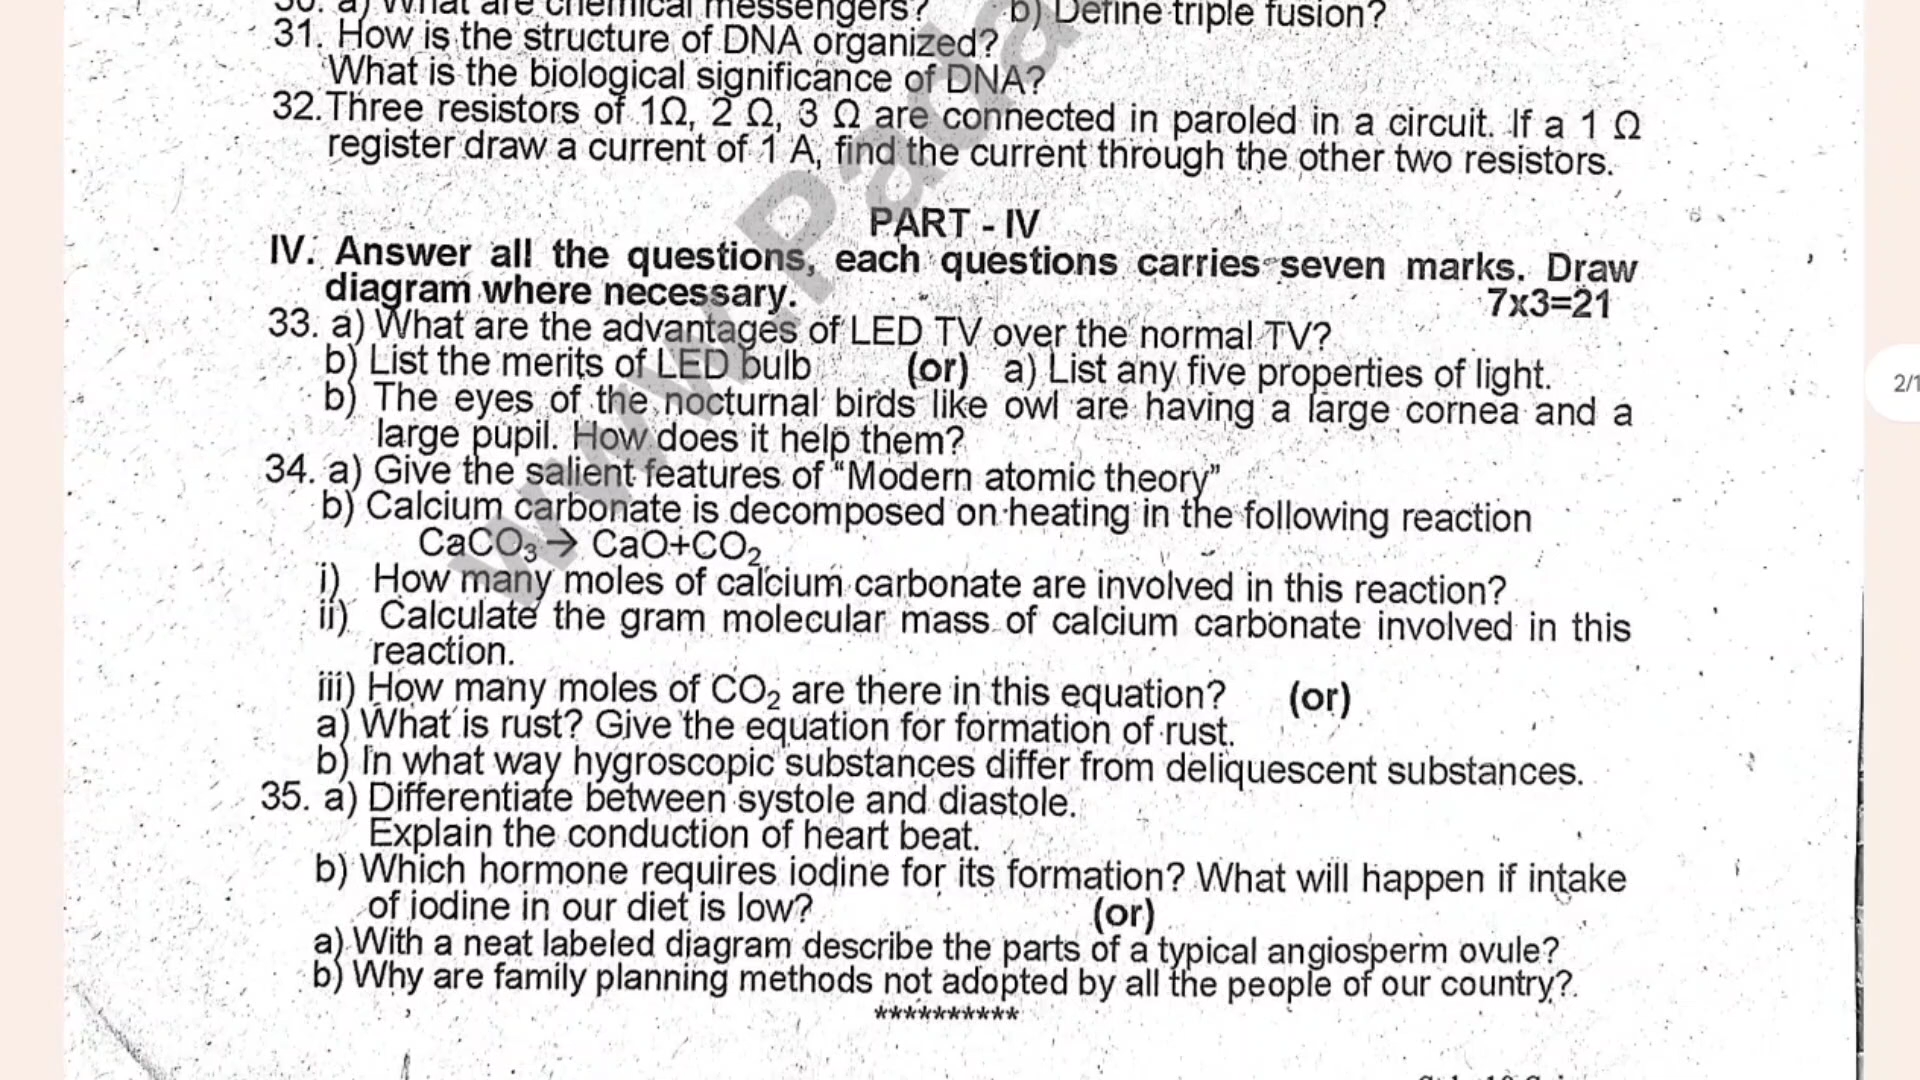 30. a) What are chemical messengers? b) Define triple fusion?
31. How is the structure of DNA organized?
What is the biological significance of DNA?
32. Three resistors of 1Ω, 2 Ω, 3 Ω are connected in paroled in a circuit. If a 1 Ω
register draw a current of 1 A, find the current through the other two resistors.
PART - IV
IV. Answer all the questions, each questions carries seven marks. Draw
diagram where necessary. 7x3=21
33. a) What are the advantages of LED TV over the normal TV?
b) List the merits of LED bulb (or) a) List any five properties of light.
b) The eyes of the nocturnal birds like owl are having a large cornea and a
large pupil. How does it help them?
34. a) Give the salient features of “Modern atomic theory”
b) Calcium carbonate is decomposed on heating in the following reaction
CaCO₃ → CaO+CO₂
i) How many moles of calcium carbonate are involved in this reaction?
ii) Calculate the gram molecular mass of calcium carbonate involved in this
reaction.
iii) How many moles of CO₂ are there in this equation? (or)
a) What is rust? Give the equation for formation of rust.
b) In what way hygroscopic substances differ from deliquescent substances.
35. a) Differentiate between systole and diastole.
Explain the conduction of heart beat.
b) Which hormone requires iodine for its formation? What will happen if intake
of iodine in our diet is low? (or)
a) With a neat labeled diagram describe the parts of a typical angiosperm ovule?
b) Why are family planning methods not adopted by all the people of our country?.
**********
www.Pada
2/1